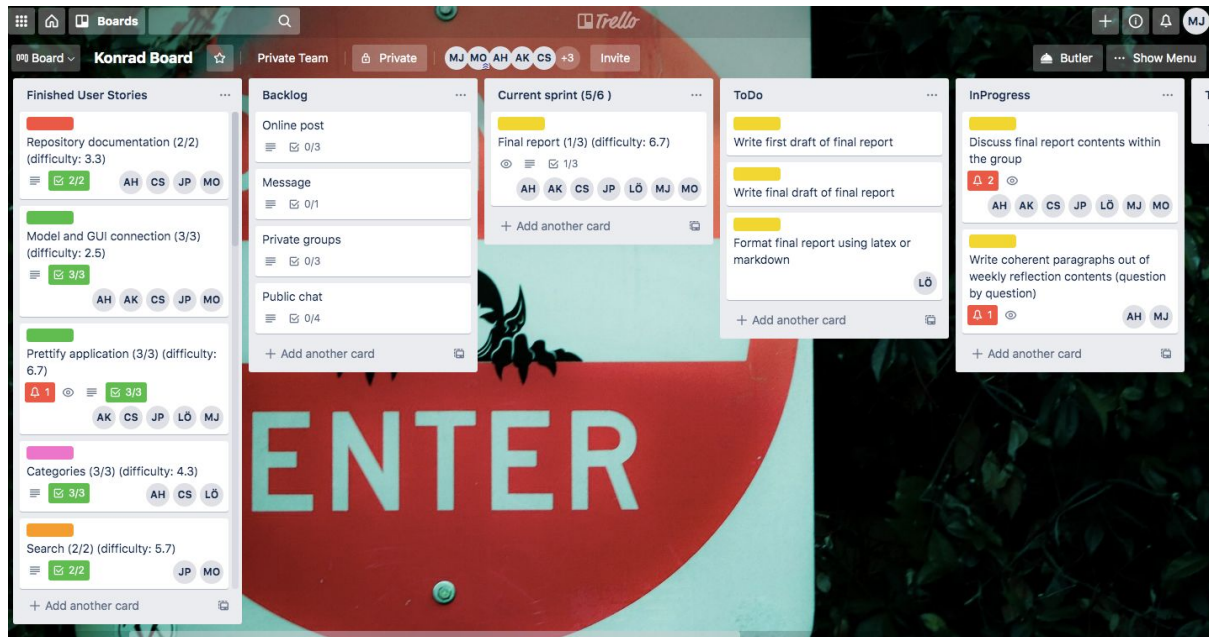 Boards
Trello
MJ
Board
Konrad Board
Private Team
Private
MJ MO AH AK CS +3
Invite
Butler
··· Show Menu
Finished User Stories ···
Repository documentation (2/2)
(difficulty: 3.3)
2/2
AH CS JP MO
Model and GUI connection (3/3)
(difficulty: 2.5)
3/3
AH AK CS JP MO
Prettify application (3/3) (difficulty:
6.7)
1 3/3
AK CS JP LÖ MJ
Categories (3/3) (difficulty: 4.3)
3/3
AH CS LÖ
Search (2/2) (difficulty: 5.7)
2/2
JP MO
+ Add another card
Backlog ···
Online post
0/3
Message
0/1
Private groups
0/3
Public chat
0/4
+ Add another card
Current sprint (5/6 ) ···
Final report (1/3) (difficulty: 6.7)
1/3
AH AK CS JP LÖ MJ MO
+ Add another card
ToDo ···
Write first draft of final report
Write final draft of final report
Format final report using latex or
markdown
LÖ
+ Add another card
InProgress ···
Discuss final report contents within
the group
2
AH AK CS JP LÖ MJ MO
Write coherent paragraphs out of
weekly reflection contents (question
by question)
1
AH MJ
+ Add another card
ENTER